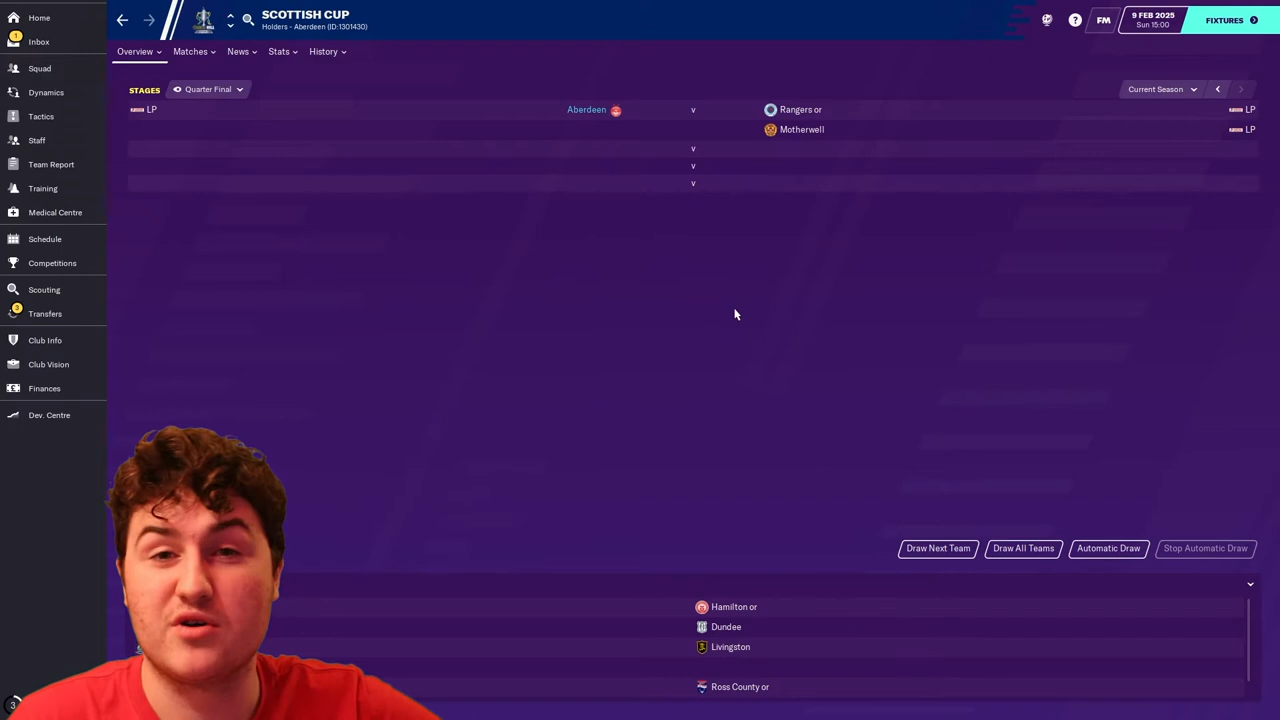 SCOTTISH CUP
Holders - Aberdeen (ID:1301430)
FM
9 FEB 2025
Sun 15:00
FIXTURES
Home
1
Inbox
Squad
Dynamics
Tactics
Staff
Team Report
Training
Medical Centre
Schedule
Competitions
Scouting
3
Transfers
Club Info
Club Vision
Finances
Dev. Centre
3
Overview
Matches
News
Stats
History
STAGES
Quarter Final
Current Season
LP Aberdeen v Rangers or LP
Motherwell LP
v
v
v
Draw Next Team
Draw All Teams
Automatic Draw
Stop Automatic Draw
Hamilton or
Dundee
Livingston
Ross County or